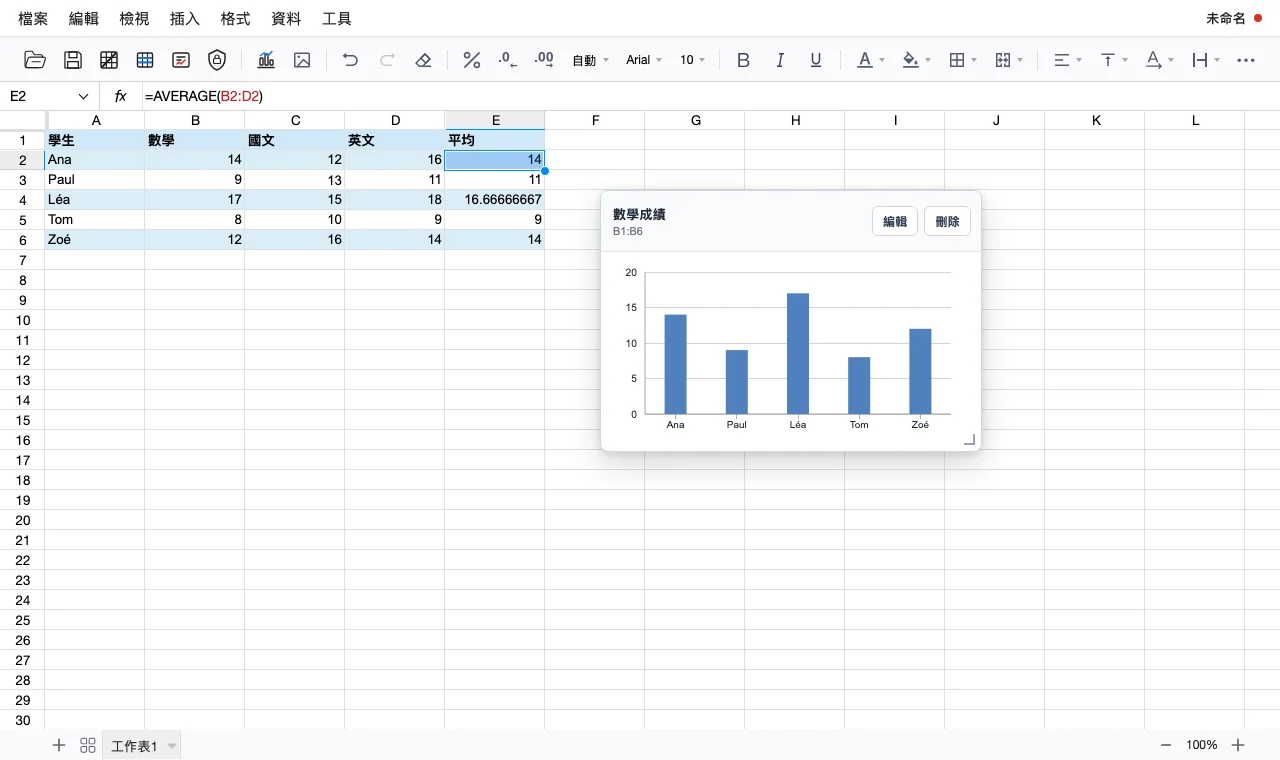 檔案 編輯 檢視 插入 格式 資料 工具 未命名
% .0 .00 自動 Arial 10 B I U A A
E2 fx =AVERAGE(B2:D2)
A B C D E F G H I J K L
1 學生 數學 國文 英文 平均
2 Ana 14 12 16 14
3 Paul 9 13 11 11
4 Léa 17 15 18 16.66666667
5 Tom 8 10 9 9
6 Zoé 12 16 14 14
7
8
9
10
11
12
13
14
15
16
17
18
19
20
21
22
23
24
25
26
27
28
29
30
數學成績
B1:B6
編輯 刪除
20
15
10
5
0
Ana Paul Léa Tom Zoé
工作表1 100%